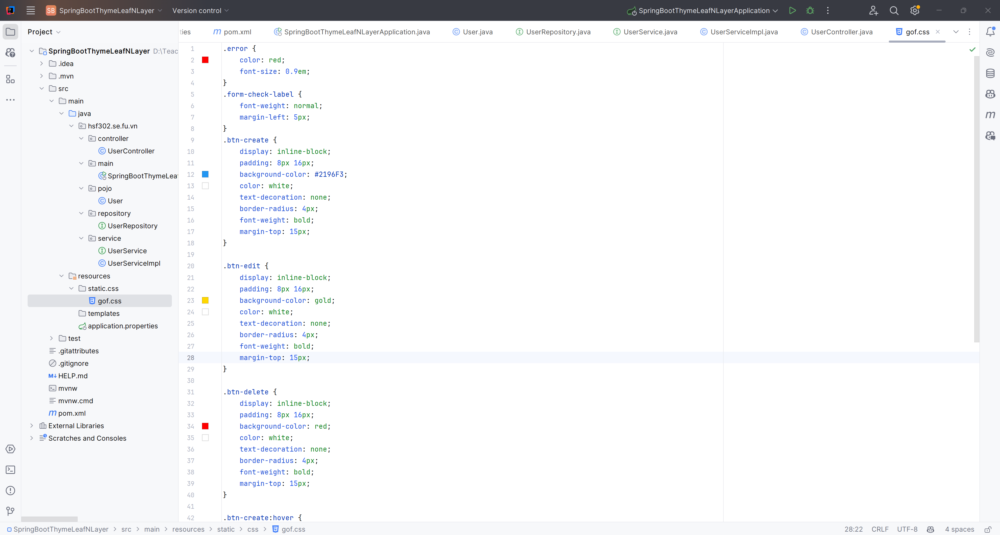 SB SpringBootThymeLeafNLayer Version control SpringBootThymeLeafNLayerApplication
Project
ties pom.xml SpringBootThymeLeafNLayerApplication.java User.java UserRepository.java UserService.java UserServiceImpl.java UserController.java gof.css
SpringBootThymeLeafNLayer D:\Teac
.idea
.mvn
src
main
java
hsf302.se.fu.vn
controller
UserController
main
SpringBootThymeLeaf
pojo
User
repository
UserRepository
service
UserService
UserServiceImpl
resources
static.css
gof.css
templates
application.properties
test
.gitattributes
.gitignore
HELP.md
mvnw
mvnw.cmd
pom.xml
External Libraries
Scratches and Consoles
1 .error {
2 color: red;
3 font-size: 0.9em;
4 }
5 .form-check-label {
6 font-weight: normal;
7 margin-left: 5px;
8 }
9 .btn-create {
10 display: inline-block;
11 padding: 8px 16px;
12 background-color: #2196F3;
13 color: white;
14 text-decoration: none;
15 border-radius: 4px;
16 font-weight: bold;
17 margin-top: 15px;
18 }
19
20 .btn-edit {
21 display: inline-block;
22 padding: 8px 16px;
23 background-color: gold;
24 color: white;
25 text-decoration: none;
26 border-radius: 4px;
27 font-weight: bold;
28 margin-top: 15px;
29 }
30
31 .btn-delete {
32 display: inline-block;
33 padding: 8px 16px;
34 background-color: red;
35 color: white;
36 text-decoration: none;
37 border-radius: 4px;
38 font-weight: bold;
39 margin-top: 15px;
40 }
41
42 .btn-create:hover {
SpringBootThymeLeafNLayer > src > main > resources > static > css > gof.css 28:22 CRLF UTF-8 4 spaces